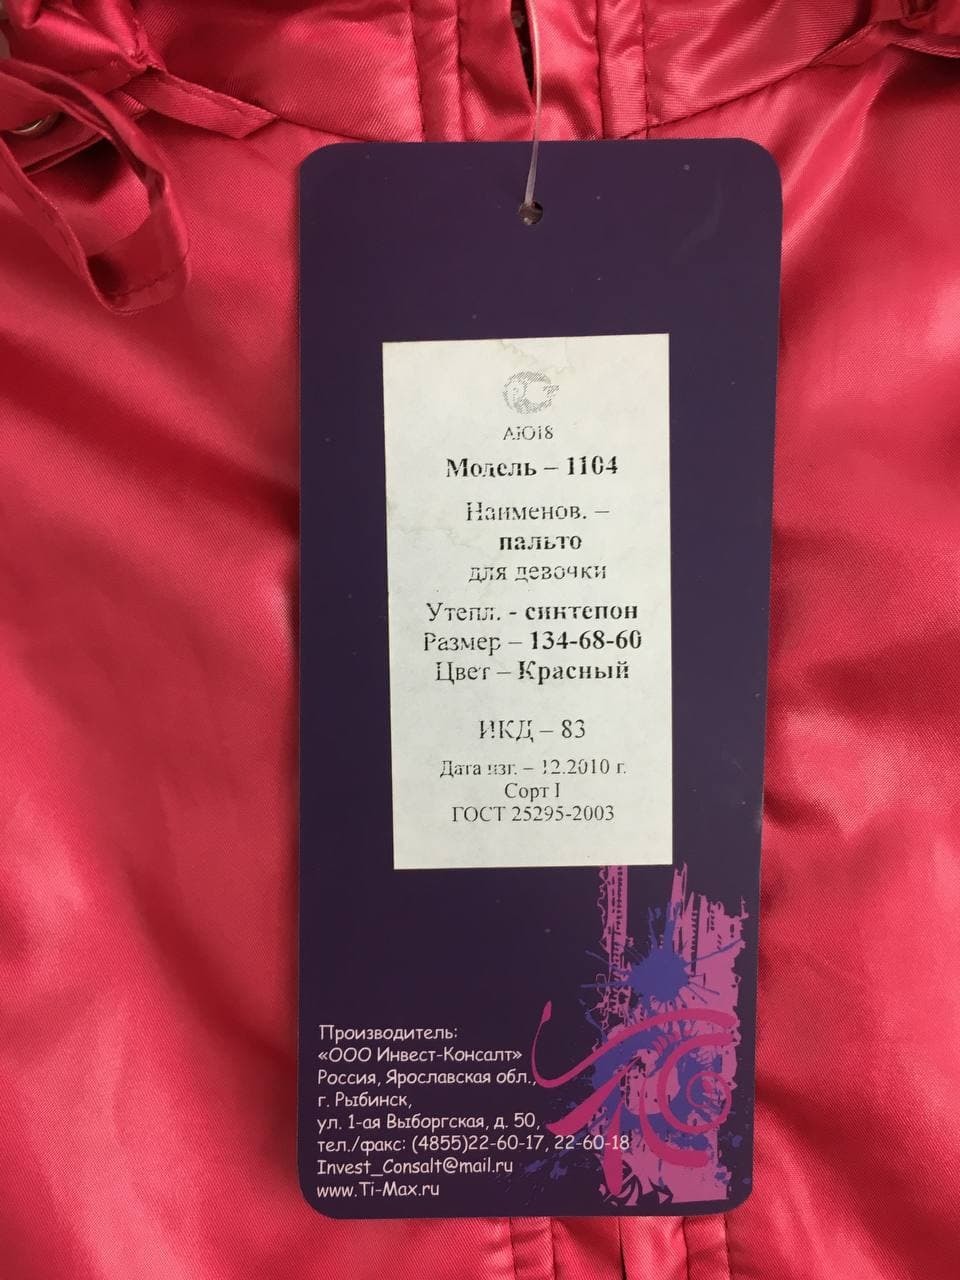 АЮ18
Модель – 1104
Наименов. –
пальто
для девочки
Утепл. - синтепон
Размер – 134-68-60
Цвет – Красный
ИКД – 83
Дата изг. – 12.2010 г.
Сорт I
ГОСТ 25295-2003
Производитель:
«ООО Инвест-Консалт»
Россия, Ярославская обл.,
г. Рыбинск,
ул. 1-ая Выборгская, д. 50,
тел./факс: (4855)22-60-17, 22-60-18
Invest_Consalt@mail.ru
www.Ti-Max.ru